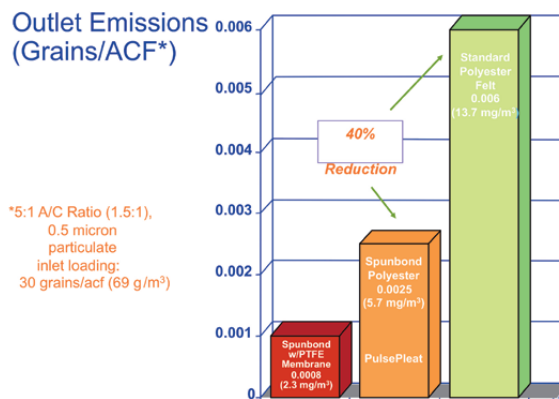 Outlet Emissions
(Grains/ACF*)
0.006
0.005
0.004
0.003
0.002
0.001
0
*5:1 A/C Ratio (1.5:1),
0.5 micron
particulate
inlet loading:
30 grains/acf (69 g/m³)
40%
Reduction
Spunbond
w/PTFE
Membrane
0.0008
(2.3 mg/m³)
Spunbond
Polyester
0.0025
(5.7 mg/m³)
PulsePleat
Standard
Polyester
Felt
0.006
(13.7 mg/m³